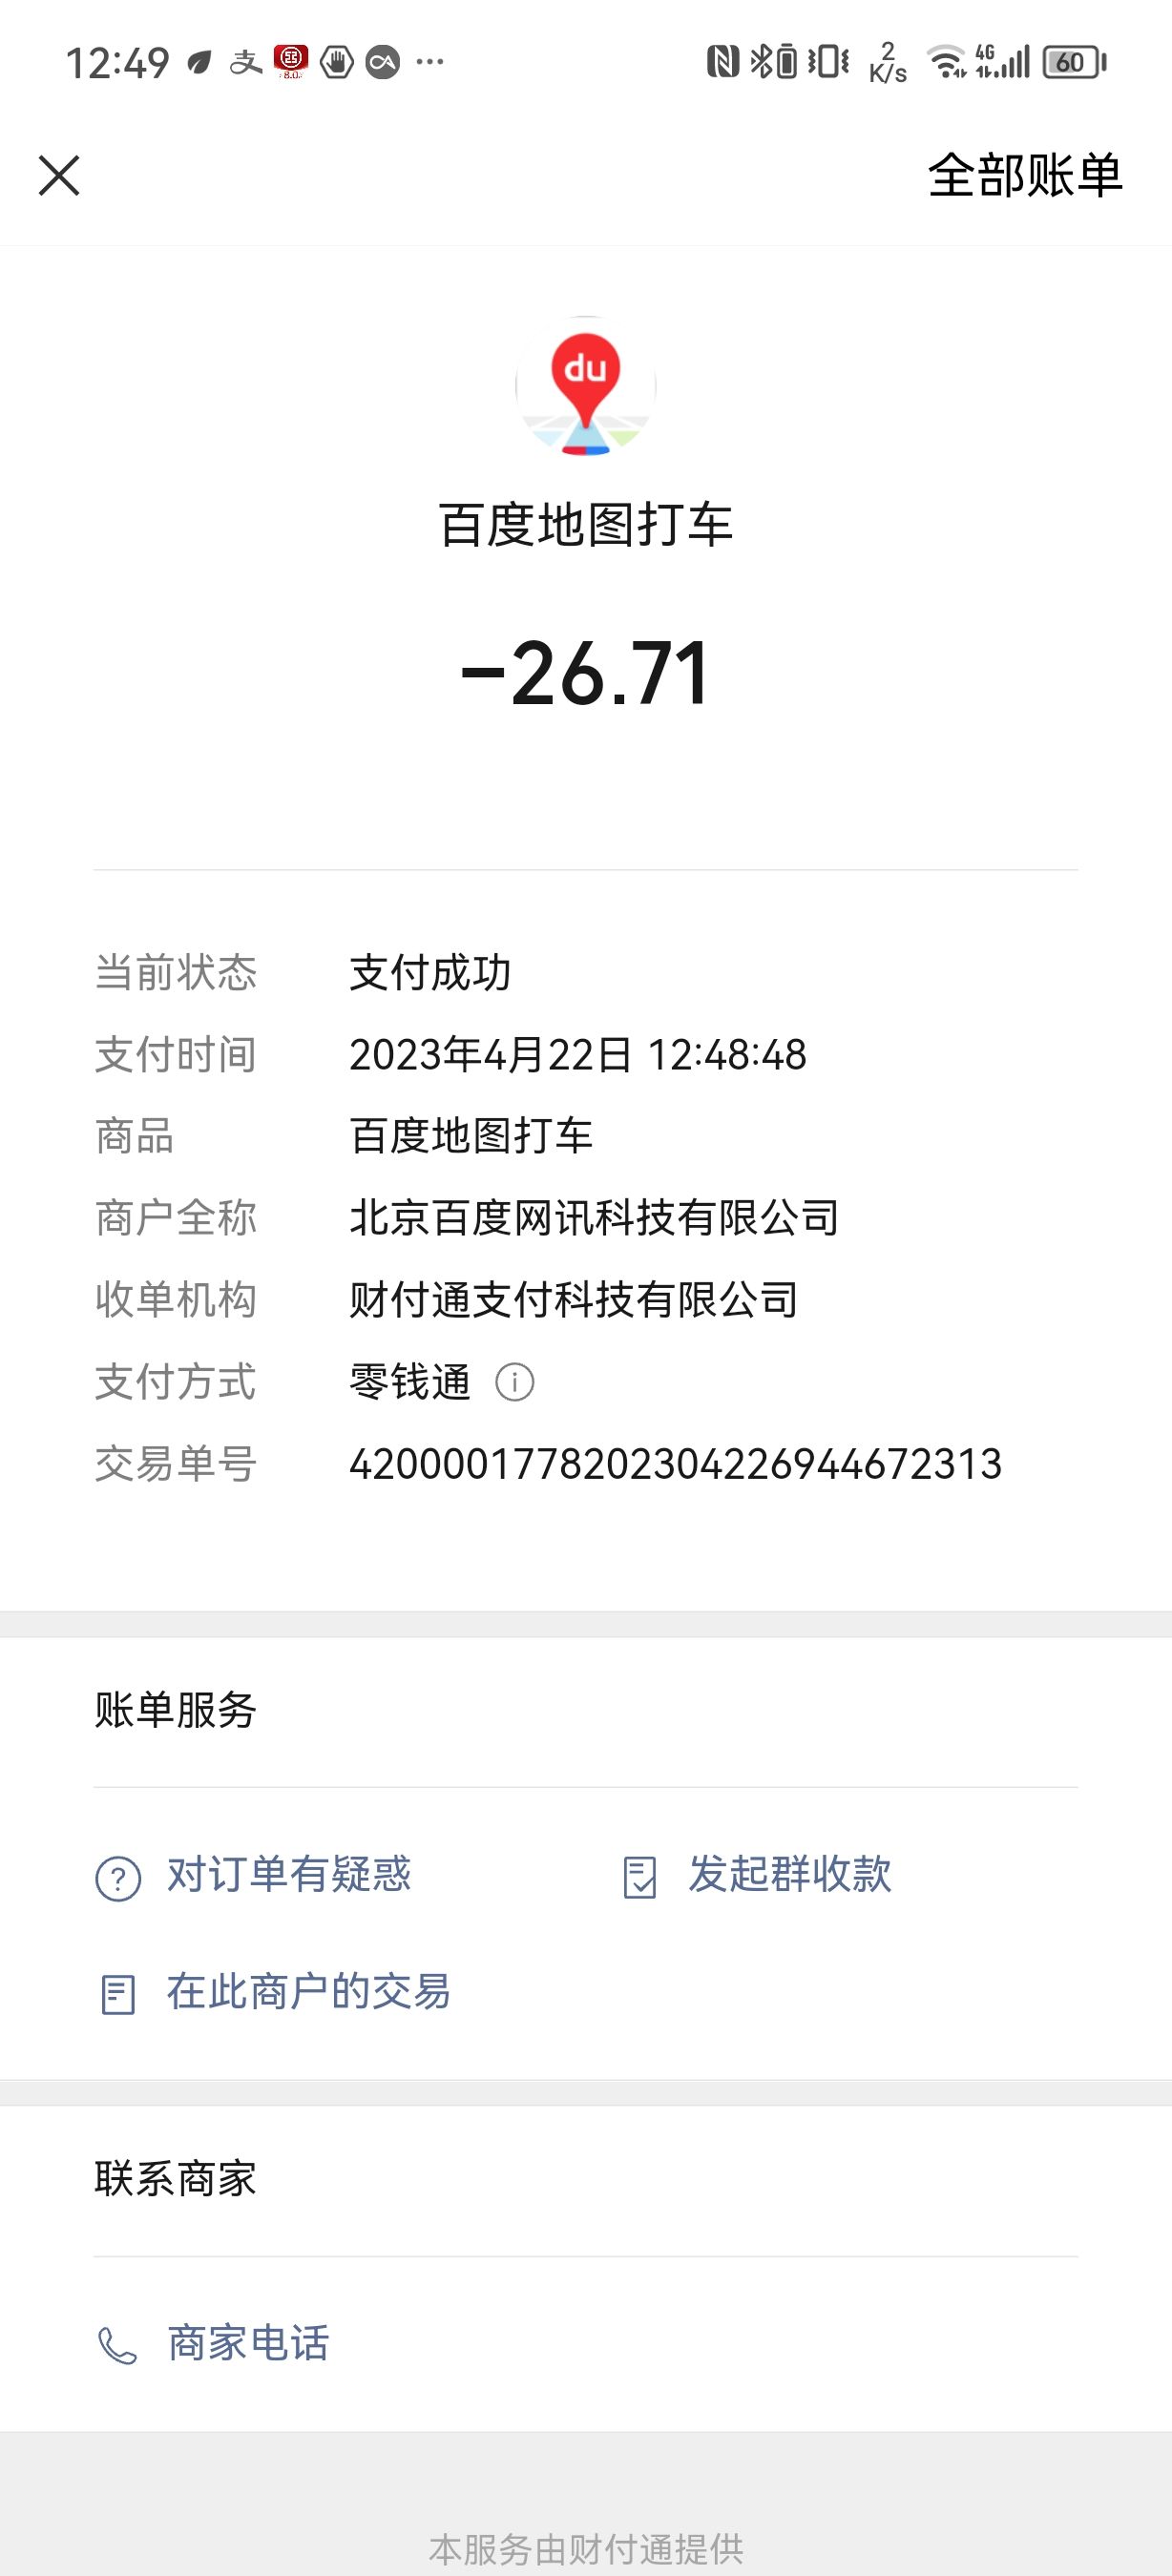 12:49 支 8.0 2 K/s 4G 60
全部账单
du
百度地图打车
-26.71
当前状态 支付成功
支付时间 2023年4月22日 12:48:48
商品 百度地图打车
商户全称 北京百度网讯科技有限公司
收单机构 财付通支付科技有限公司
支付方式 零钱通
交易单号 4200001778202304226944672313
账单服务
对订单有疑惑 发起群收款
在此商户的交易
联系商家
商家电话
本服务由财付通提供